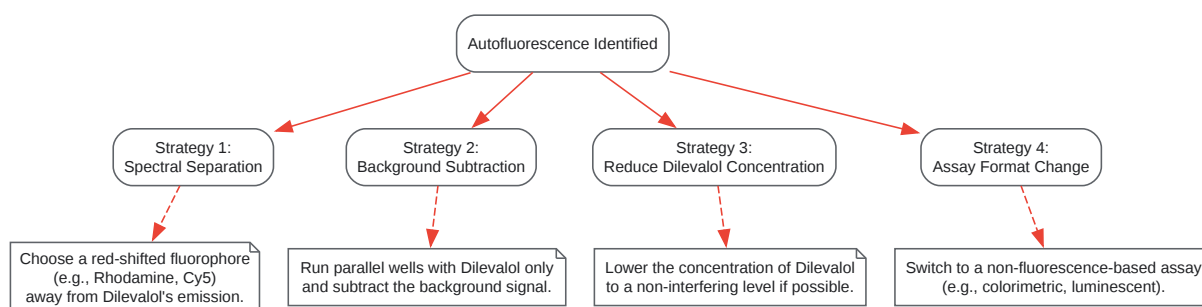 Autofluorescence Identified
Strategy 1:
Spectral Separation
Strategy 2:
Background Subtraction
Strategy 3:
Reduce Dilevalol Concentration
Strategy 4:
Assay Format Change
Choose a red-shifted fluorophore
(e.g., Rhodamine, Cy5)
away from Dilevalol's emission.
Run parallel wells with Dilevalol only
and subtract the background signal.
Lower the concentration of Dilevalol
to a non-interfering level if possible.
Switch to a non-fluorescence-based assay
(e.g., colorimetric, luminescent).